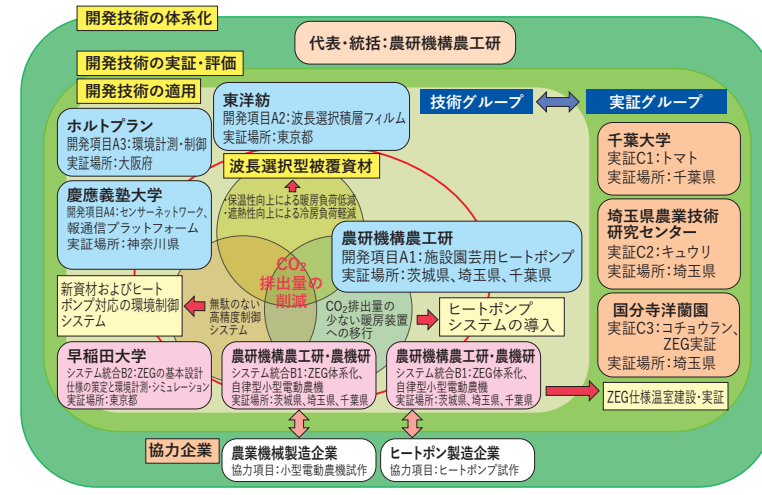 開発技術の体系化
代表・統括：農研機構農工研
開発技術の実証・評価
開発技術の適用
技術グループ
実証グループ
東洋紡
開発項目A2：波長選択積層フィルム
実証場所：東京都
ホルトプラン
開発項目A3：環境計測・制御
実証場所：大阪府
波長選択型被覆資材
・保温性向上による暖房負荷低減
・遮熱性向上による冷房負荷軽減
慶應義塾大学
開発項目A4：センサーネットワーク、
報通信プラットフォーム
実証場所：神奈川県
農研機構農工研
開発項目A1：施設園芸用ヒートポンプ
実証場所：茨城県、埼玉県、千葉県
CO₂
排出量の
削減
新資材およびヒート
ポンプ対応の環境制御
システム
無駄のない
高精度制御
システム
CO₂排出量の
少ない暖房装置
への移行
ヒートポンプ
システムの導入
千葉大学
実証C1：トマト
実証場所：千葉県
埼玉県農業技術
研究センター
実証C2：キュウリ
実証場所：埼玉県
国分寺洋蘭園
実証C3：コチョウラン、
ZEG実証
実証場所：埼玉県
早稲田大学
システム統合B2：ZEGの基本設計
仕様の策定と環境計測・シミュレーション
実証場所：東京都
農研機構農工研・農機研
システム統合B1：ZEG体系化、
自律型小型電動農機
実証場所：茨城県、埼玉県、千葉県
農研機構農工研・農機研
システム統合B1：ZEG体系化、
自律型小型電動農機
実証場所：茨城県、埼玉県、千葉県
ZEG仕様温室建設・実証
協力企業
農業機械製造企業
協力項目：小型電動農機試作
ヒートポン製造企業
協力項目：ヒートポンプ試作